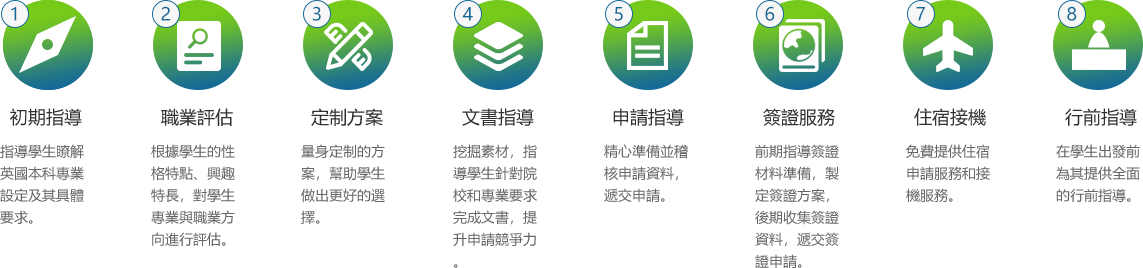 1
初期指導
指導學生瞭解
英國本科專業
設定及其具體
要求。
2
職業評估
根據學生的性
格特點、興趣
特長，對學生
專業與職業方
向進行評估。
3
定制方案
量身定制的方
案，幫助學生
做出更好的選
擇。
4
文書指導
挖掘素材，指
導學生針對院
校和專業要求
完成文書，提
升申請競爭力
。
5
申請指導
精心準備並稽
核申請資料，
遞交申請。
6
簽證服務
前期指導簽證
材料準備，製
定簽證方案，
後期收集簽證
資料，遞交簽
證申請。
7
住宿接機
免費提供住宿
申請服務和接
機服務。
8
行前指導
在學生出發前
為其提供全面
的行前指導。